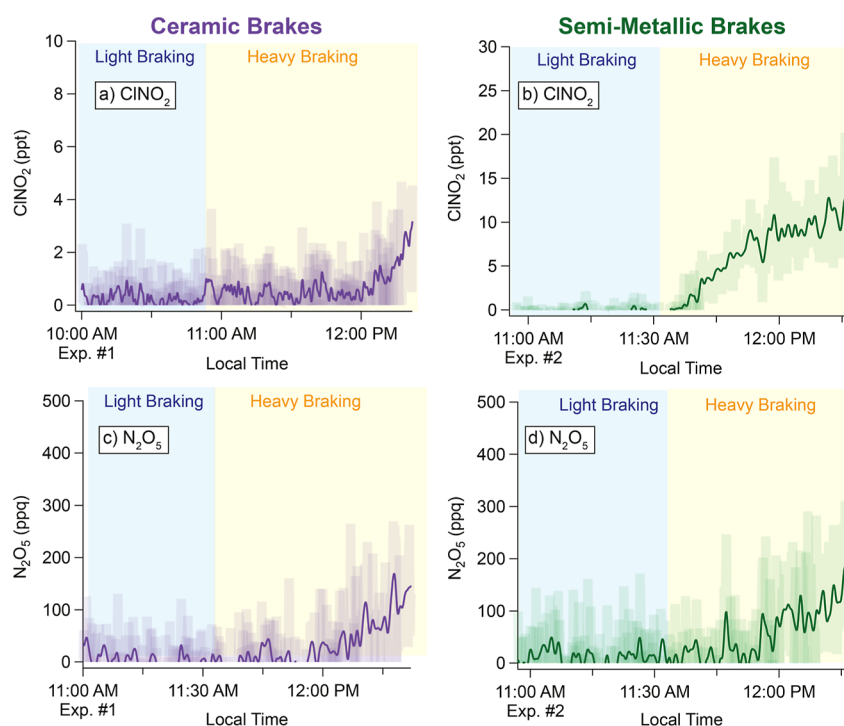 Ceramic Brakes
Semi-Metallic Brakes
10
8
6
4
2
0
ClNO2 (ppt)
Light Braking
Heavy Braking
a) ClNO2
10:00 AM
11:00 AM
12:00 PM
Exp. #1
Local Time
30
25
20
15
10
5
0
ClNO2 (ppt)
Light Braking
Heavy Braking
b) ClNO2
11:00 AM
11:30 AM
12:00 PM
Exp. #2
Local Time
500
400
300
200
100
0
N2O5 (ppq)
Light Braking
Heavy Braking
c) N2O5
11:00 AM
11:30 AM
12:00 PM
Exp. #1
Local Time
500
400
300
200
100
0
N2O5 (ppq)
Light Braking
Heavy Braking
d) N2O5
11:00 AM
11:30 AM
12:00 PM
Exp. #2
Local Time